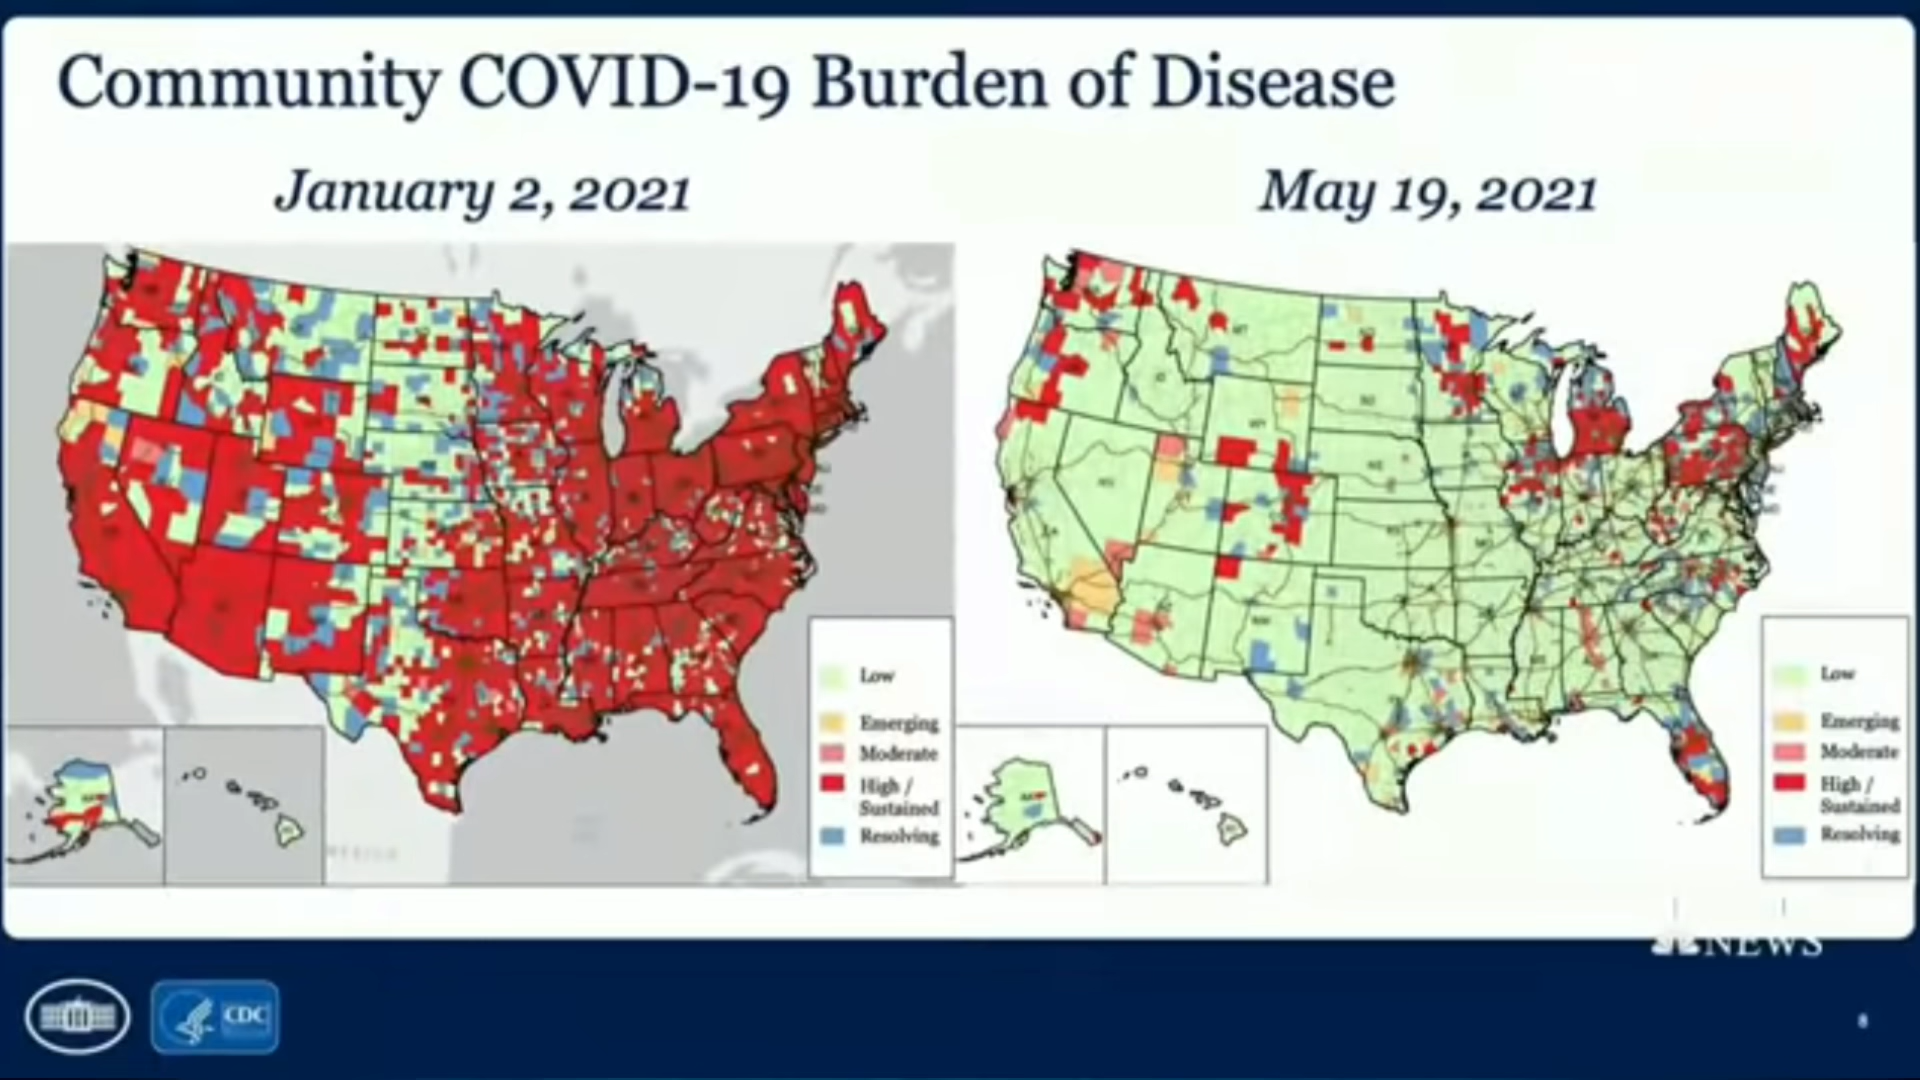 Community COVID-19 Burden of Disease
January 2, 2021
May 19, 2021
Low
Emerging
Moderate
High /
Sustained
Resolving
Low
Emerging
Moderate
High /
Sustained
Resolving
NEWS
CDC
8